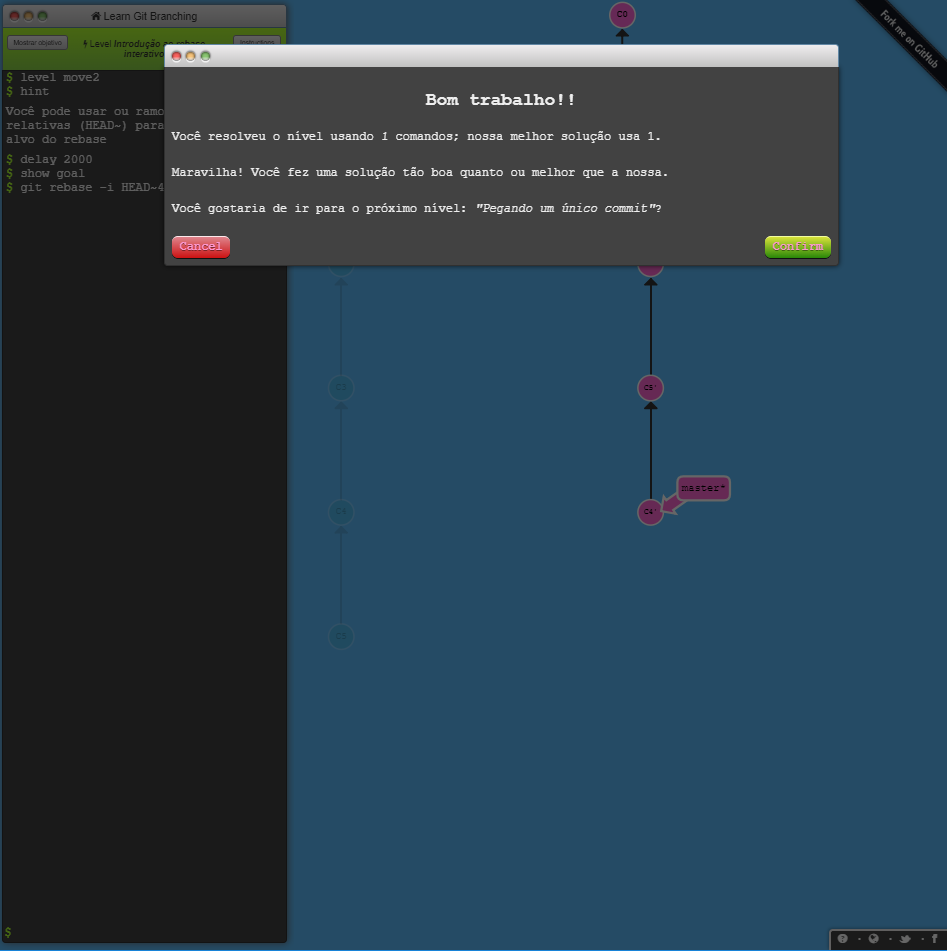 Learn Git Branching
Mostrar objetivo
Level Introdução ao rebase
interativo
Instructions
$ level move2
$ hint
Você pode usar ou ramo
relativas (HEAD~) para
alvo do rebase
$ delay 2000
$ show goal
$ git rebase -i HEAD~4
$
Bom trabalho!!
Você resolveu o nível usando 1 comandos; nossa melhor solução usa 1.
Maravilha! Você fez uma solução tão boa quanto ou melhor que a nossa.
Você gostaria de ir para o próximo nível: "Pegando um único commit"?
Cancel
Confirm
C0
C5'
master*
C4'
C4
Fork me on GitHub